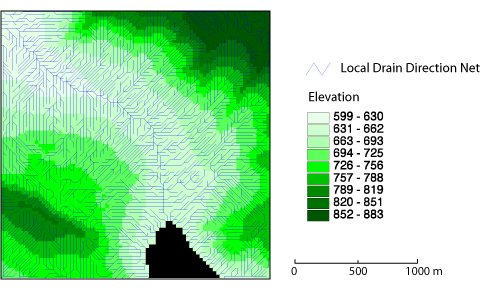 Local Drain Direction Net
Elevation
599 - 630
631 - 662
663 - 693
694 - 725
726 - 756
757 - 788
789 - 819
820 - 851
852 - 883
0 500 1000 m